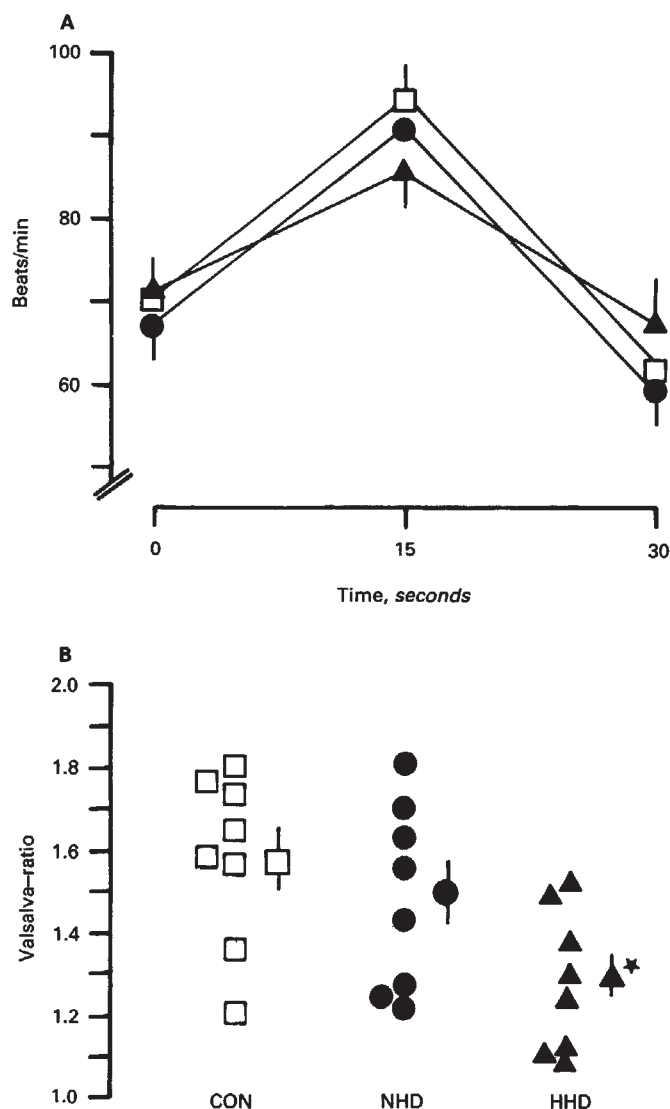 A
100
80
60
Beats/min
0 15 30
Time, seconds
B
2.0
1.8
1.6
1.4
1.2
1.0
Valsalva–ratio
CON NHD HHD